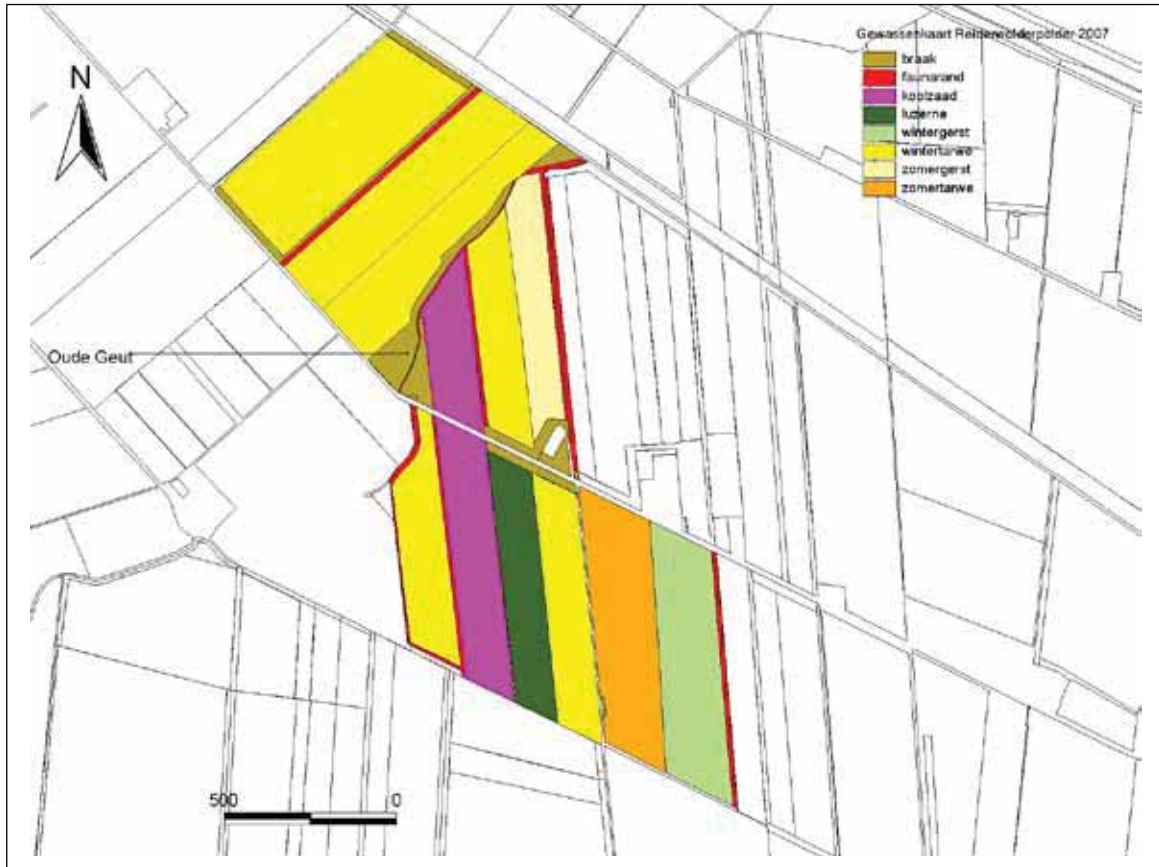 Gewassenkaart Reiderwolderpolder 2007
braak
faunarand
koolzaad
luzerne
wintergerst
wintertarwe
zomergerst
zomertarwe
N
Oude Geut
500 0